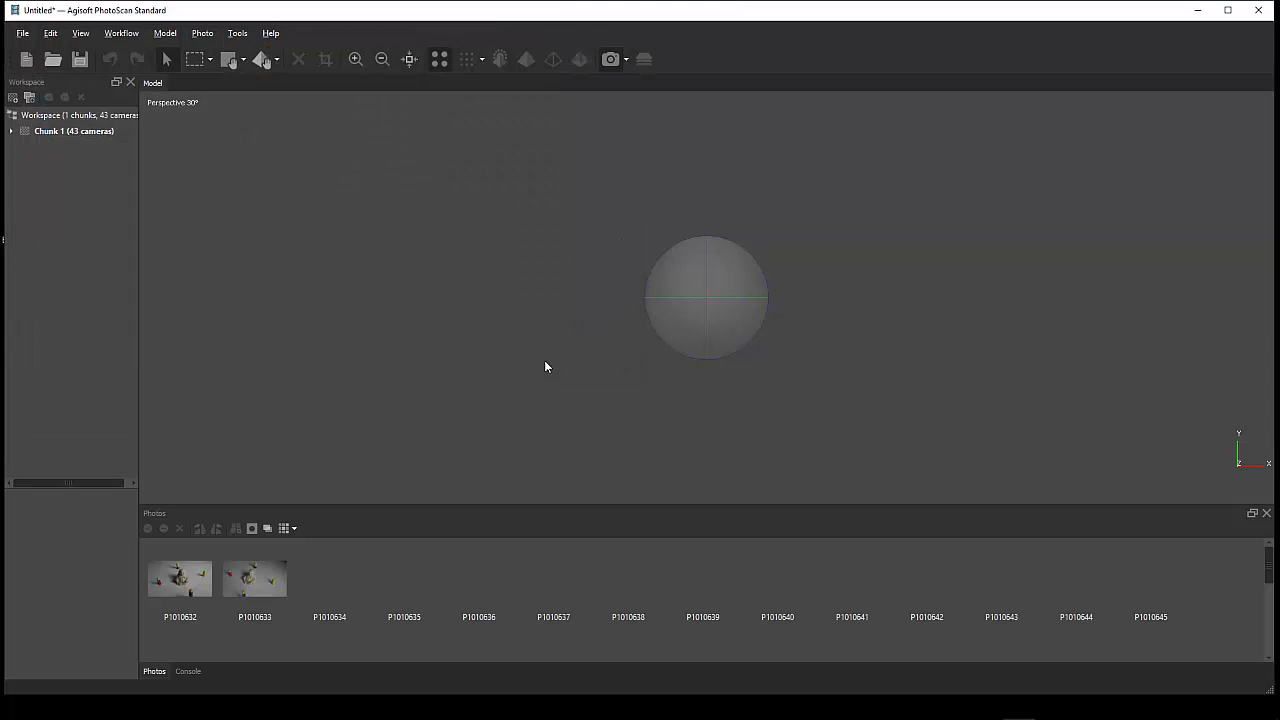 Untitled* — Agisoft PhotoScan Standard
File Edit View Workflow Model Photo Tools Help
Workspace
Workspace (1 chunks, 43 cameras
Chunk 1 (43 cameras)
Model
Perspective 30°
Y
Z X
Photos
P1010632 P1010633 P1010634 P1010635 P1010636 P1010637 P1010638 P1010639 P1010640 P1010641 P1010642 P1010643 P1010644 P1010645
Photos Console